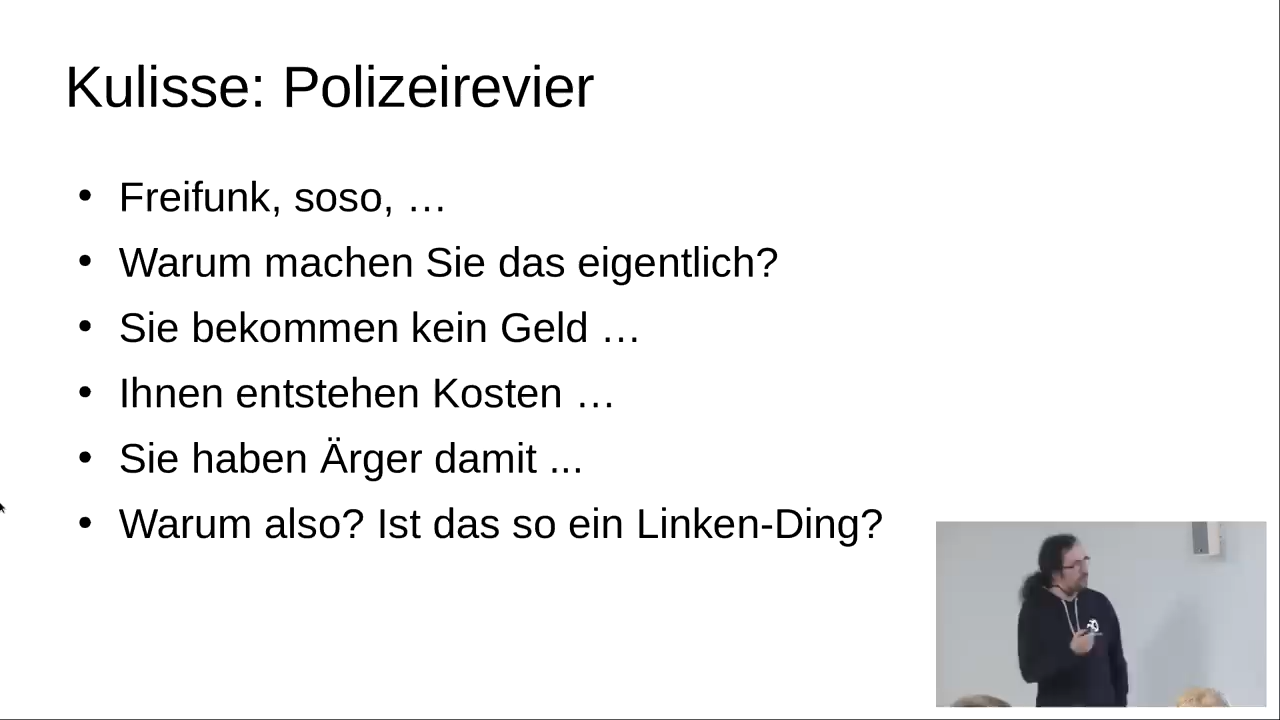 Kulisse: Polizeirevier
• Freifunk, soso, …
• Warum machen Sie das eigentlich?
• Sie bekommen kein Geld …
• Ihnen entstehen Kosten …
• Sie haben Ärger damit ...
• Warum also? Ist das so ein Linken-Ding?